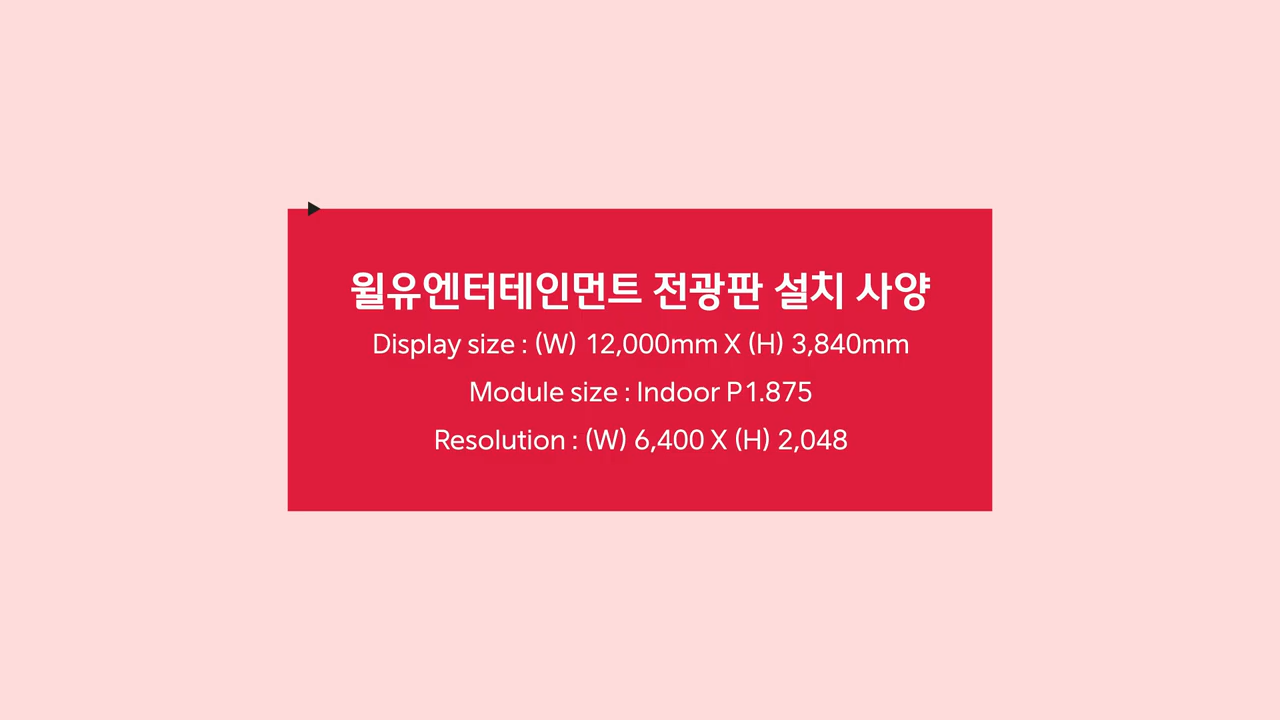 윌유엔터테인먼트 전광판 설치 사양
Display size : (W) 12,000mm X (H) 3,840mm
Module size : Indoor P1.875
Resolution : (W) 6,400 X (H) 2,048